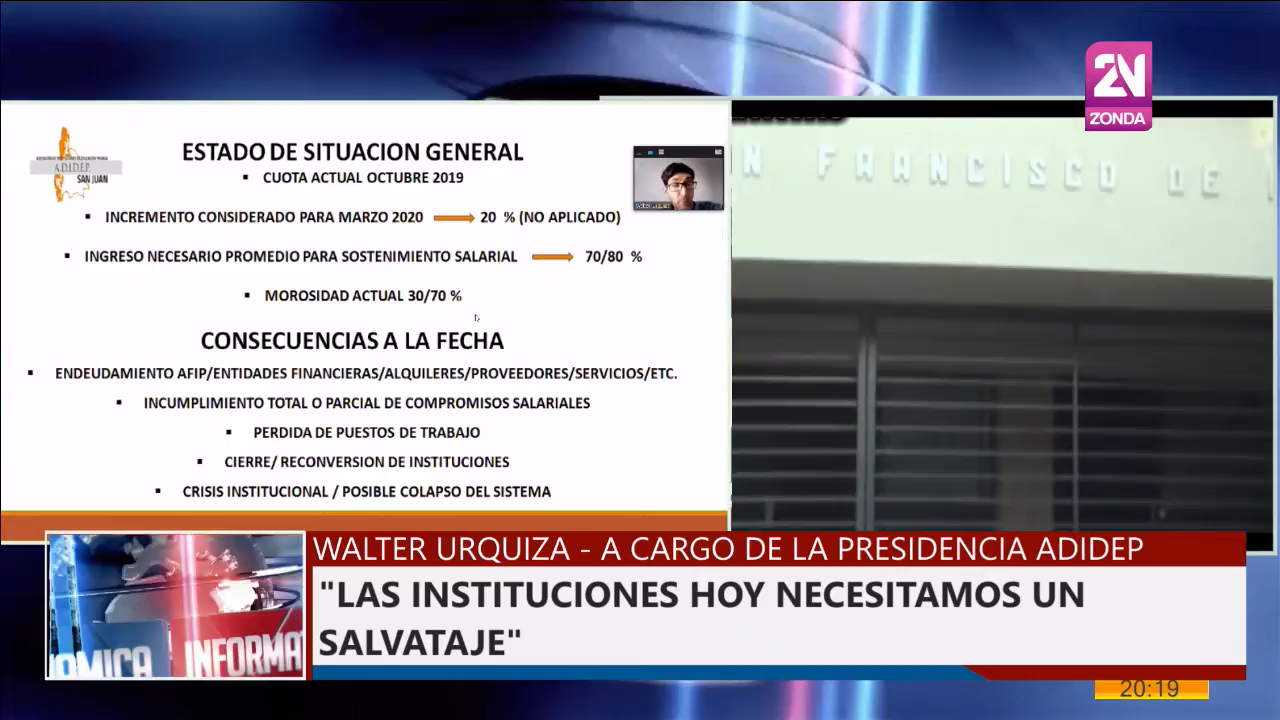 2N
ZONDA
A.D.I.D.E.P.
SAN JUAN
ESTADO DE SITUACION GENERAL
▪ CUOTA ACTUAL OCTUBRE 2019
▪ INCREMENTO CONSIDERADO PARA MARZO 2020 20 % (NO APLICADO)
▪ INGRESO NECESARIO PROMEDIO PARA SOSTENIMIENTO SALARIAL 70/80 %
▪ MOROSIDAD ACTUAL 30/70 %
CONSECUENCIAS A LA FECHA
▪ ENDEUDAMIENTO AFIP/ENTIDADES FINANCIERAS/ALQUILERES/PROVEEDORES/SERVICIOS/ETC.
▪ INCUMPLIMIENTO TOTAL O PARCIAL DE COMPROMISOS SALARIALES
▪ PERDIDA DE PUESTOS DE TRABAJO
▪ CIERRE/ RECONVERSION DE INSTITUCIONES
▪ CRISIS INSTITUCIONAL / POSIBLE COLAPSO DEL SISTEMA
N FRANCISCO DE
WALTER URQUIZA - A CARGO DE LA PRESIDENCIA ADIDEP
"LAS INSTITUCIONES HOY NECESITAMOS UN
SALVATAJE"
NAMICA INFORMA
20:19